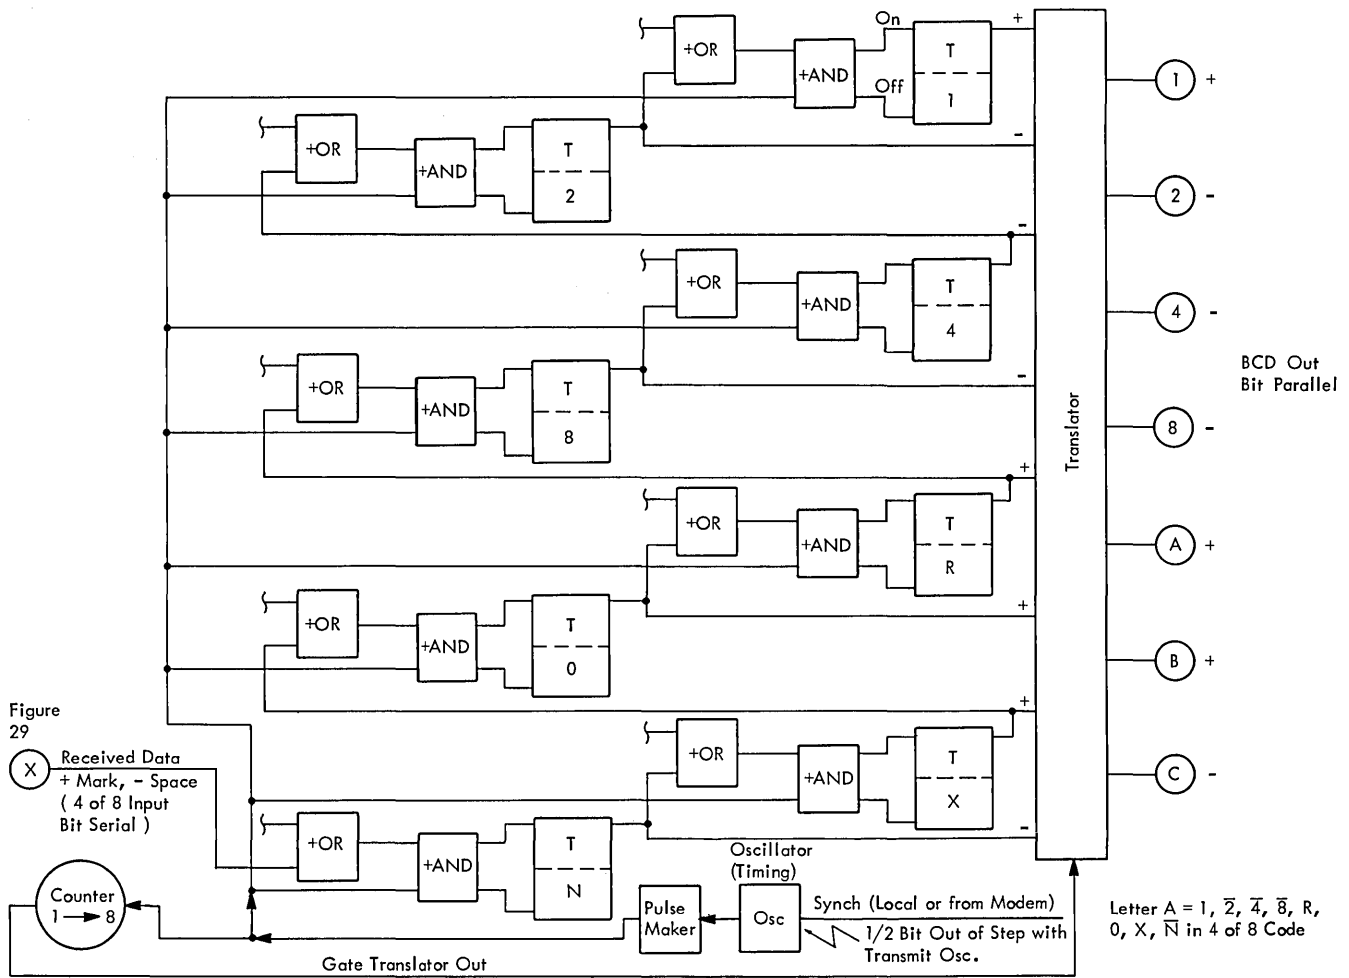 On
+
+OR
T
+AND
1
1 +
Off
-
+OR
T
+AND
2
2 -
-
+OR
T
+AND
4
4 -
BCD Out
Bit Parallel
-
+OR
T
+AND
8
8 -
Translator
+
+OR
T
+AND
R
A +
+
+OR
T
+AND
0
B +
+
Figure
29
X
Received Data
+ Mark, - Space
( 4 of 8 Input
Bit Serial )
+OR
T
+AND
X
C -
-
+OR
T
+AND
N
Oscillator
(Timing)
Counter
1 → 8
Pulse
Maker
Osc
Synch (Local or from Modem)
1/2 Bit Out of Step with
Transmit Osc.
Letter A = 1, 2̅, 4̅, 8̅, R,
0, X, N̅ in 4 of 8 Code
Gate Translator Out